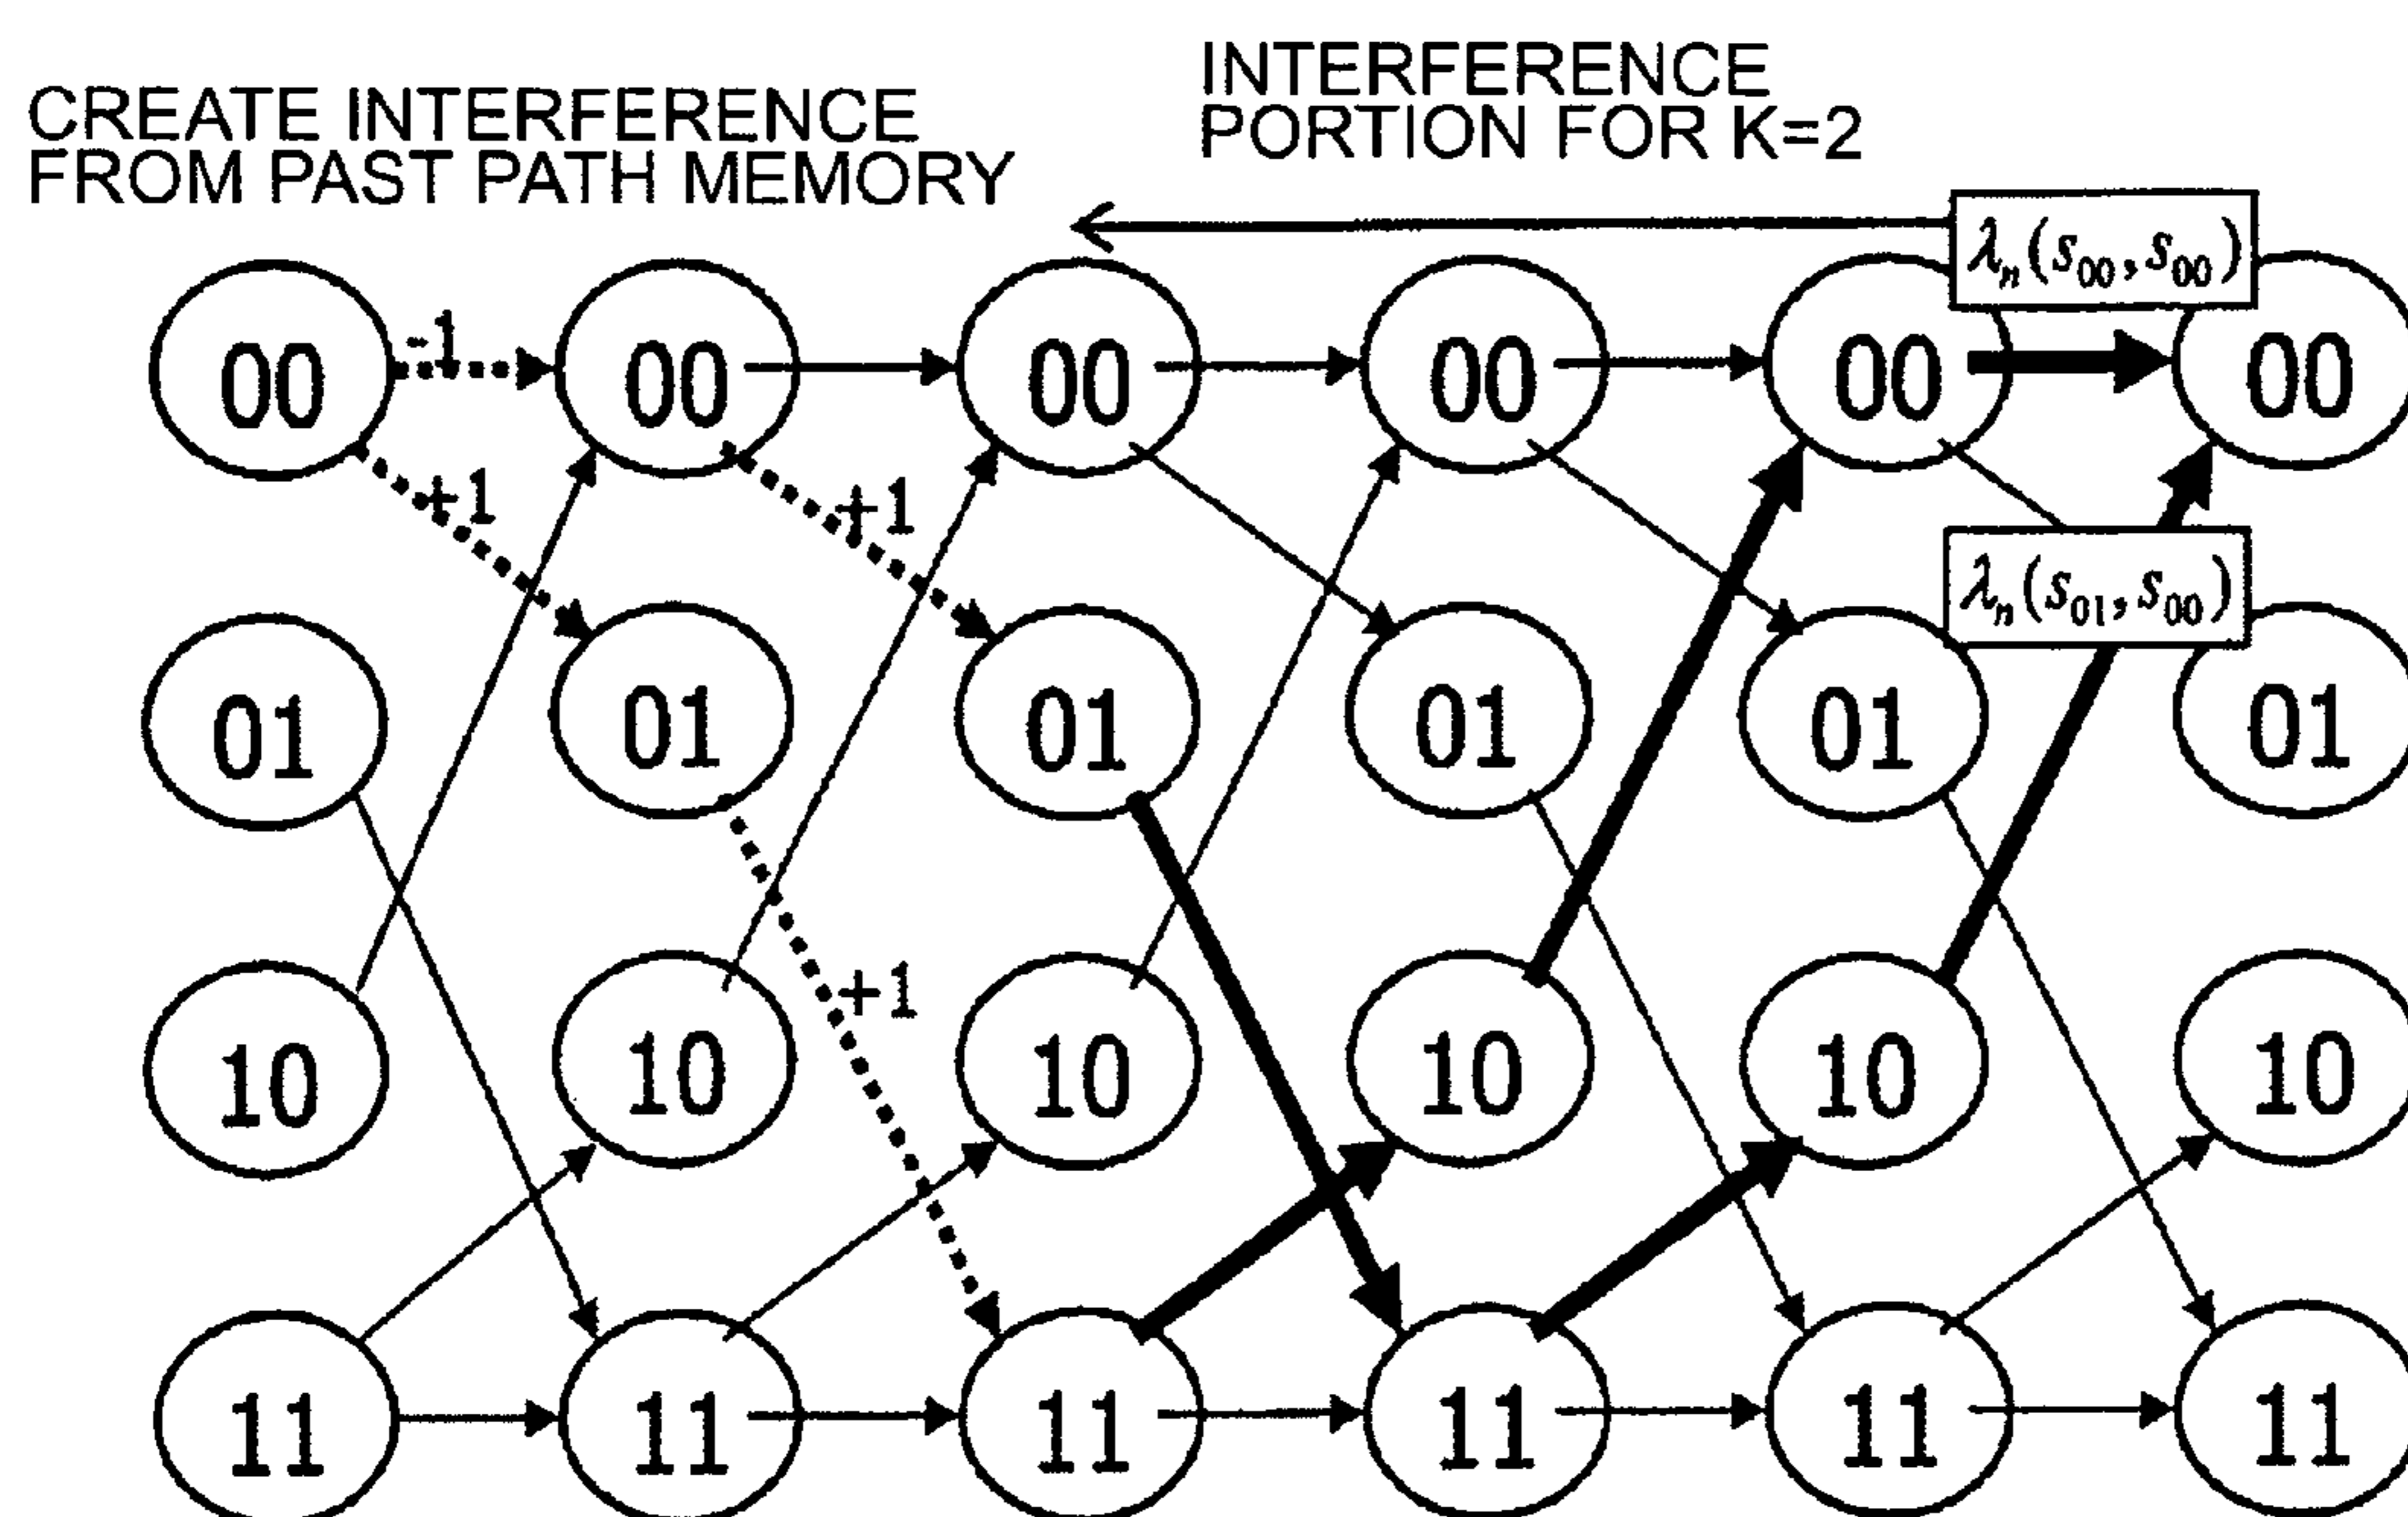 INTERFERENCE
PORTION FOR K=2
CREATE INTERFERENCE
FROM PAST PATH MEMORY
λn(s00,s00)
-1
00 00 00 00 00 00
+1 +1
λn(s01,s00)
01 01 01 01 01 01
+1
10 10 10 10 10 10
11 11 11 11 11 11